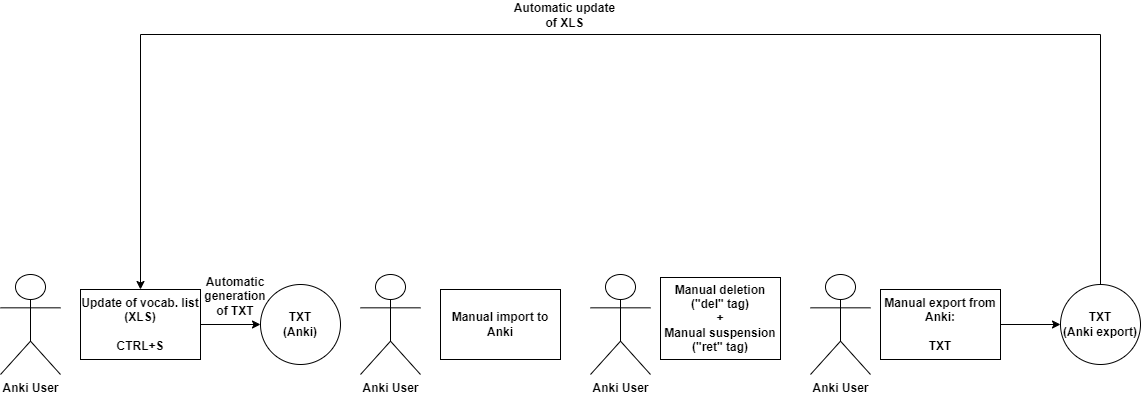 Automatic update
of XLS
Update of vocab. list
(XLS)
CTRL+S
Automatic
generation
of TXT
TXT
(Anki)
Manual import to
Anki
Manual deletion
("del" tag)
+
Manual suspension
("ret" tag)
Manual export from
Anki:
TXT
TXT
(Anki export)
Anki User
Anki User
Anki User
Anki User